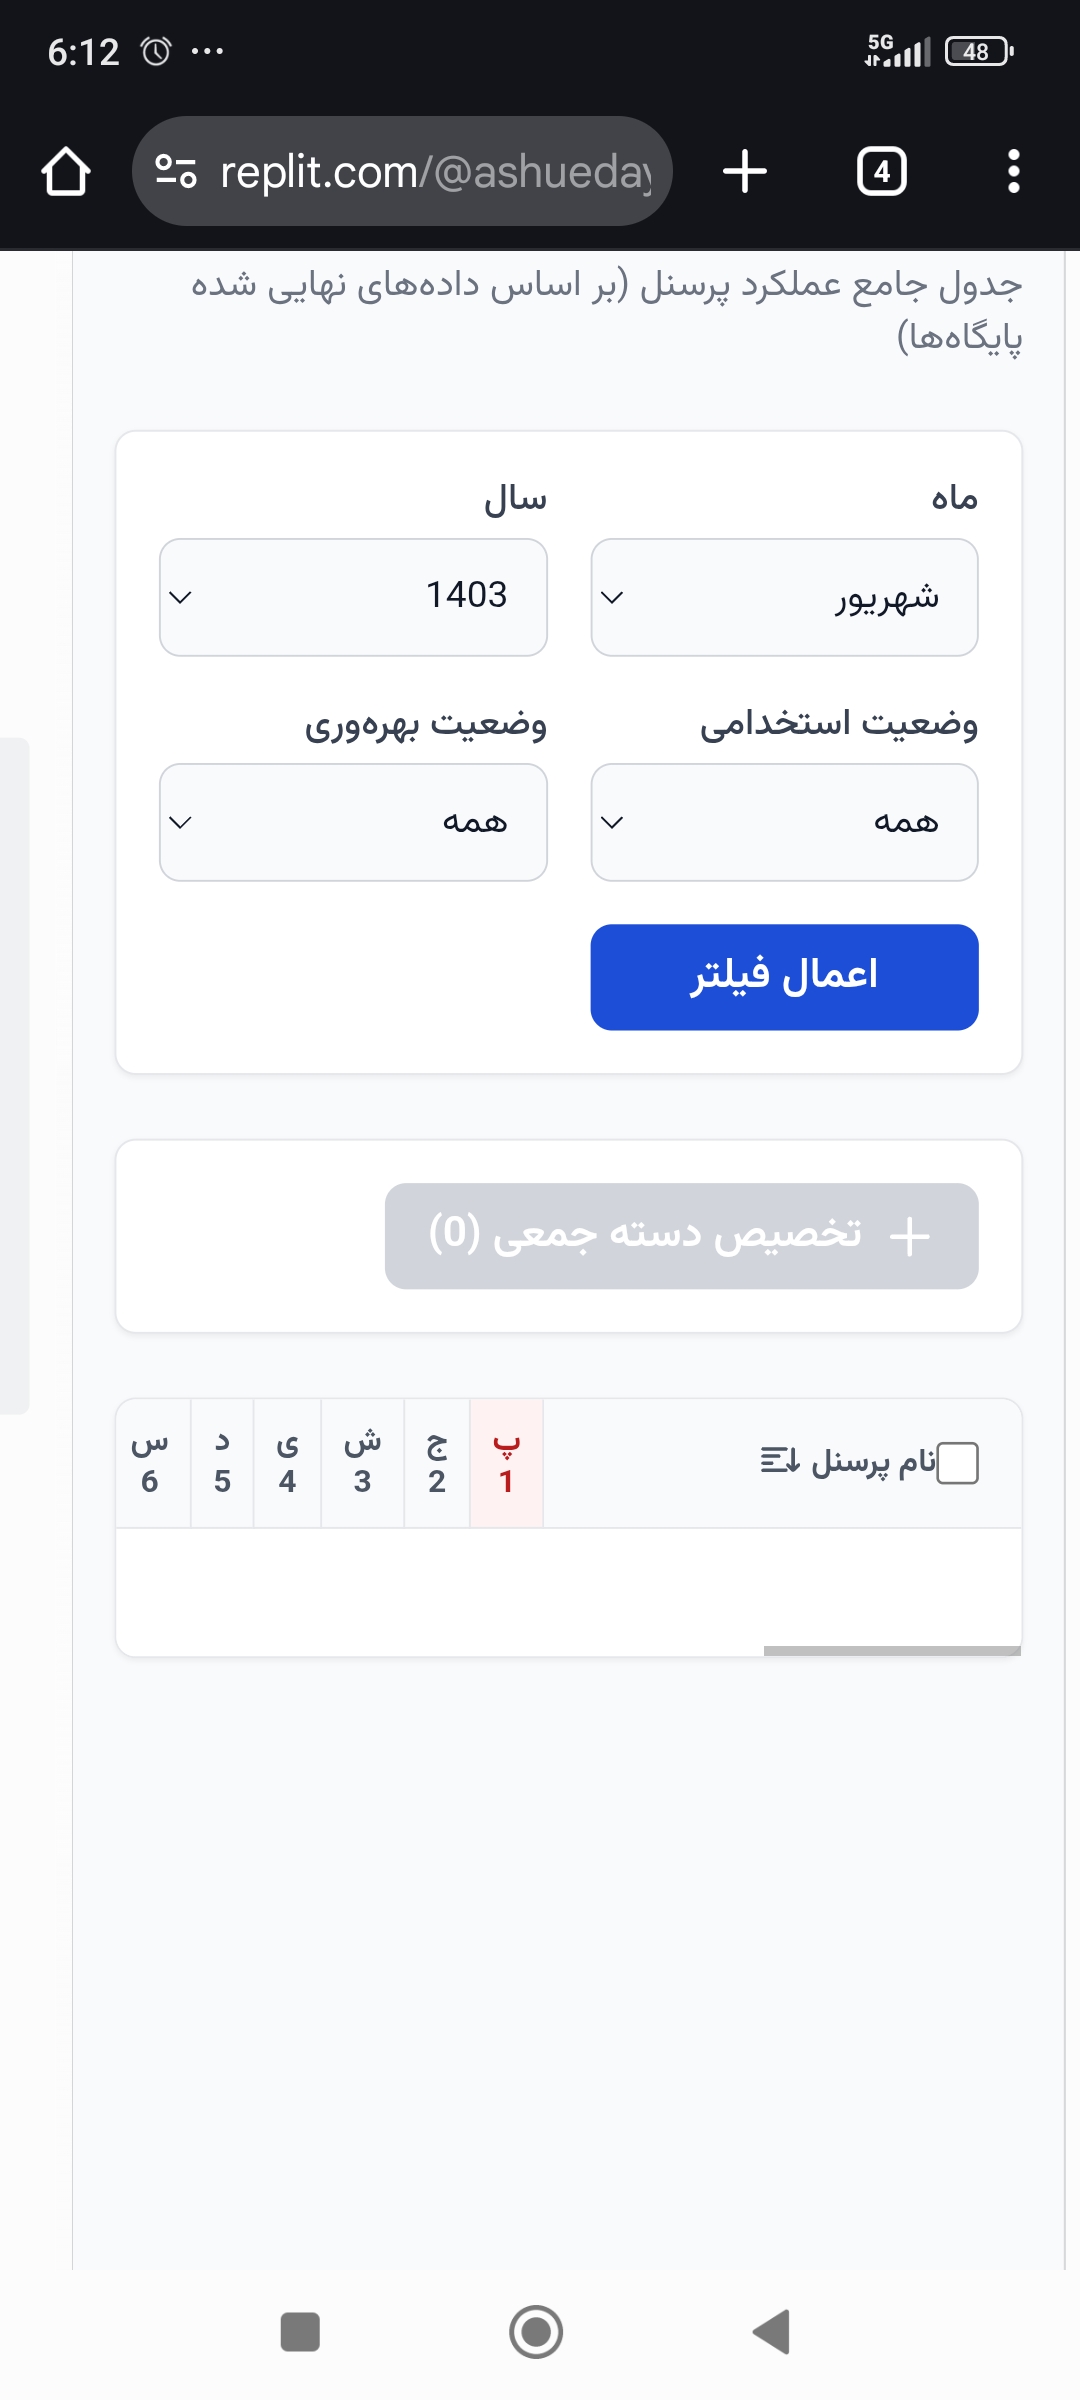 6:12
5G
48
replit.com/@ashueday
4
جدول جامع عملکرد پرسنل (بر اساس داده‌های نهایی شده
پایگاه‌ها)
ماه
سال
شهریور
1403
وضعیت استخدامی
وضعیت بهره‌وری
همه
همه
اعمال فیلتر
تخصیص دسته جمعی (0)
نام پرسنل
پ ج ش ی د س
1 2 3 4 5 6